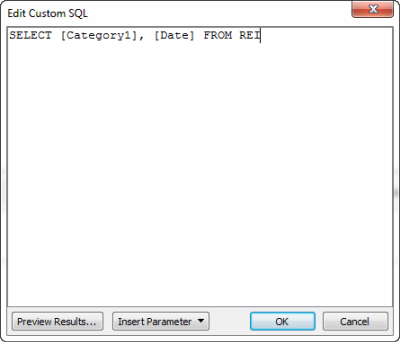 Edit Custom SQL
SELECT [Category1], [Date] FROM REI
Preview Results...
Insert Parameter
OK
Cancel